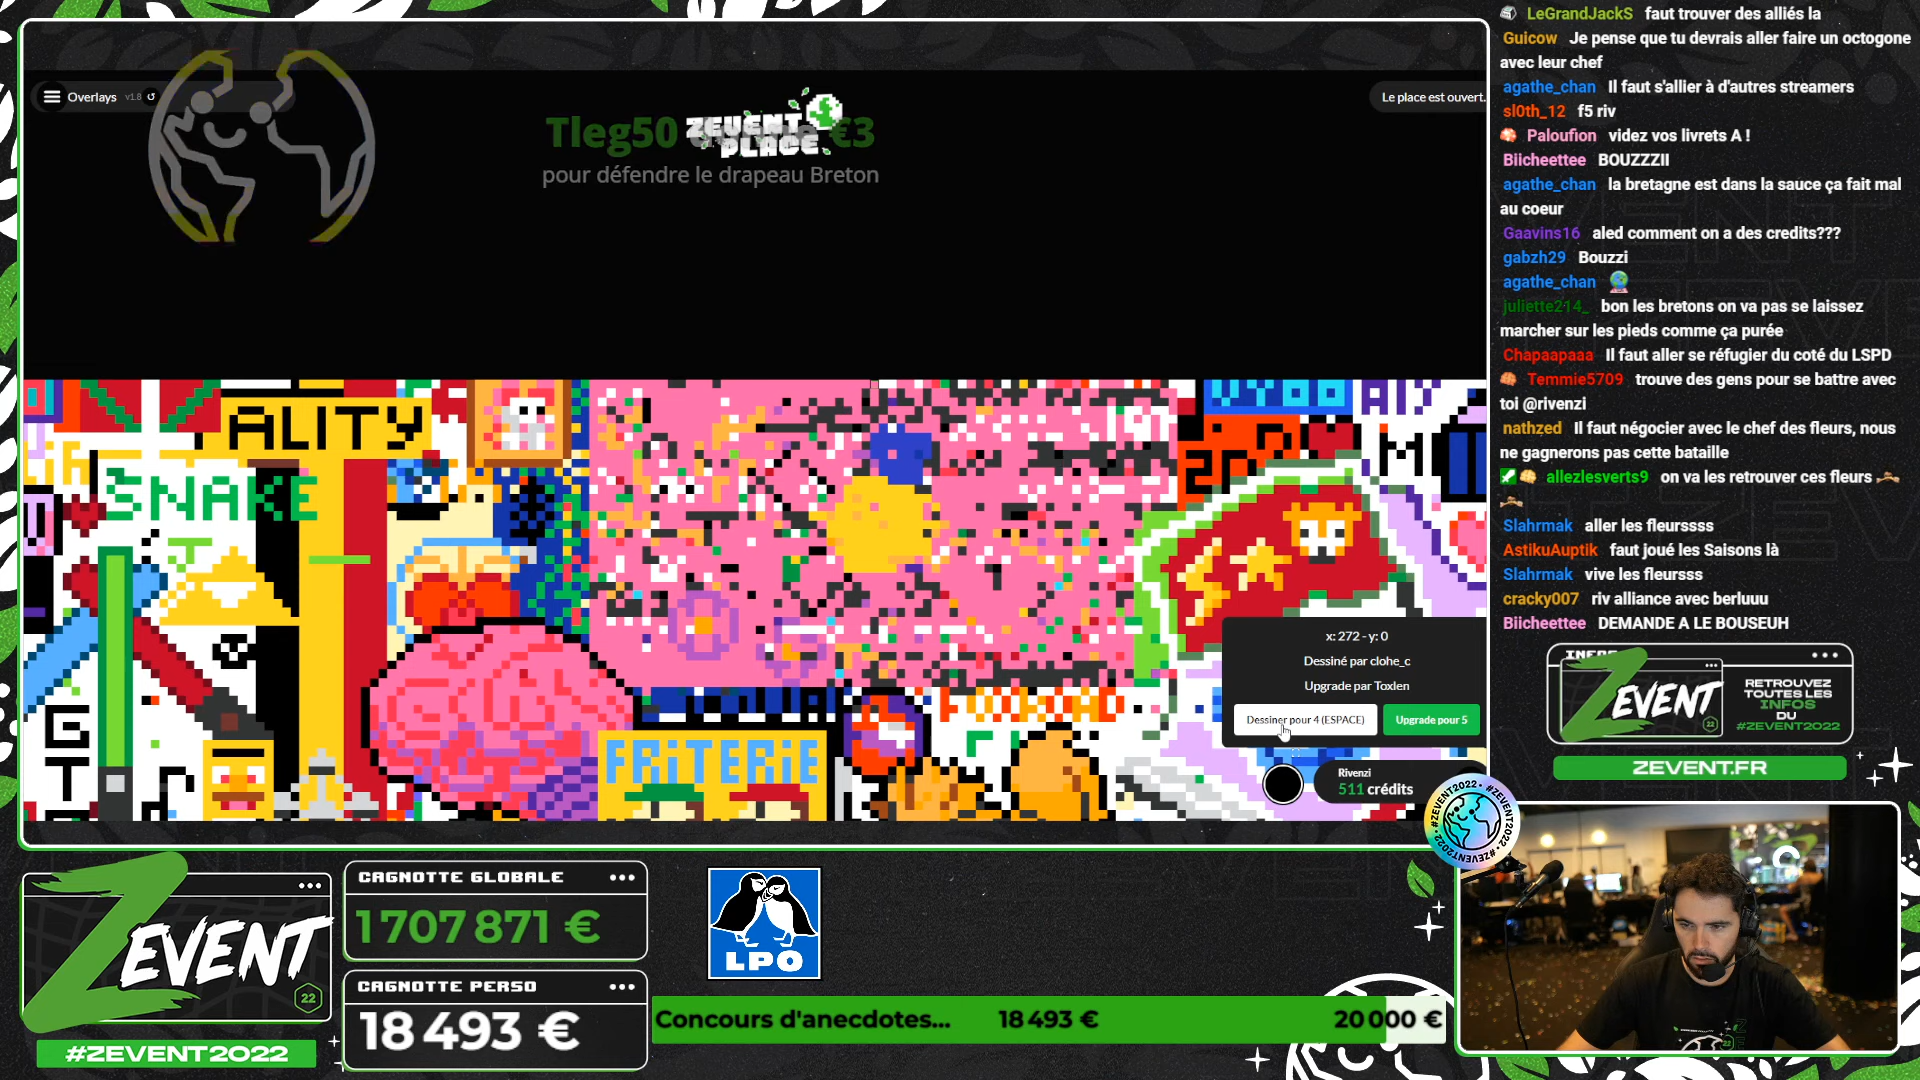 Overlays v1.8
Le place est ouvert.
Tleg50 €3
ZEVENT
PLACE
pour défendre le drapeau Breton
ALITY
SNAKE
FRITERIE
x: 272 - y: 0
Dessiné par clohe_c
Upgrade par Toxlen
Dessiner pour 4 (ESPACE)
Upgrade pour 5
Rivenzi
511 crédits
LeGrandJackS faut trouver des alliés la
Guicow Je pense que tu devrais aller faire un octogone
avec leur chef
agathe_chan Il faut s'allier à d'autres streamers
sl0th_12 f5 riv
Paloufion videz vos livrets A !
Biicheettee BOUZZZII
agathe_chan la bretagne est dans la sauce ça fait mal
au coeur
Gaavins16 aled comment on a des credits???
gabzh29 Bouzzi
agathe_chan
juliette214_ bon les bretons on va pas se laissez
marcher sur les pieds comme ça purée
Chapaapaaa Il faut aller se réfugier du coté du LSPD
Temmie5709 trouve des gens pour se battre avec
toi @rivenzi
nathzed Il faut négocier avec le chef des fleurs, nous
ne gagnerons pas cette bataille
allezlesverts9 on va les retrouver ces fleurs
Slahrmak aller les fleurssss
AstikuAuptik faut joué les Saisons là
Slahrmak vive les fleursss
cracky007 riv alliance avec berluuu
Biicheettee DEMANDE A LE BOUSEUH
ZEVENT
22
RETROUVEZ
TOUTES LES
INFOS
DU
#ZEVENT2022
ZEVENT.FR
#ZEVENT2022 #ZEVENT2022
ZEVENT
22
#ZEVENT2022
CAGNOTTE GLOBALE
1 707 871 €
CAGNOTTE PERSO
18 493 €
LPO
Concours d'anecdotes... 18 493 € 20 000 €